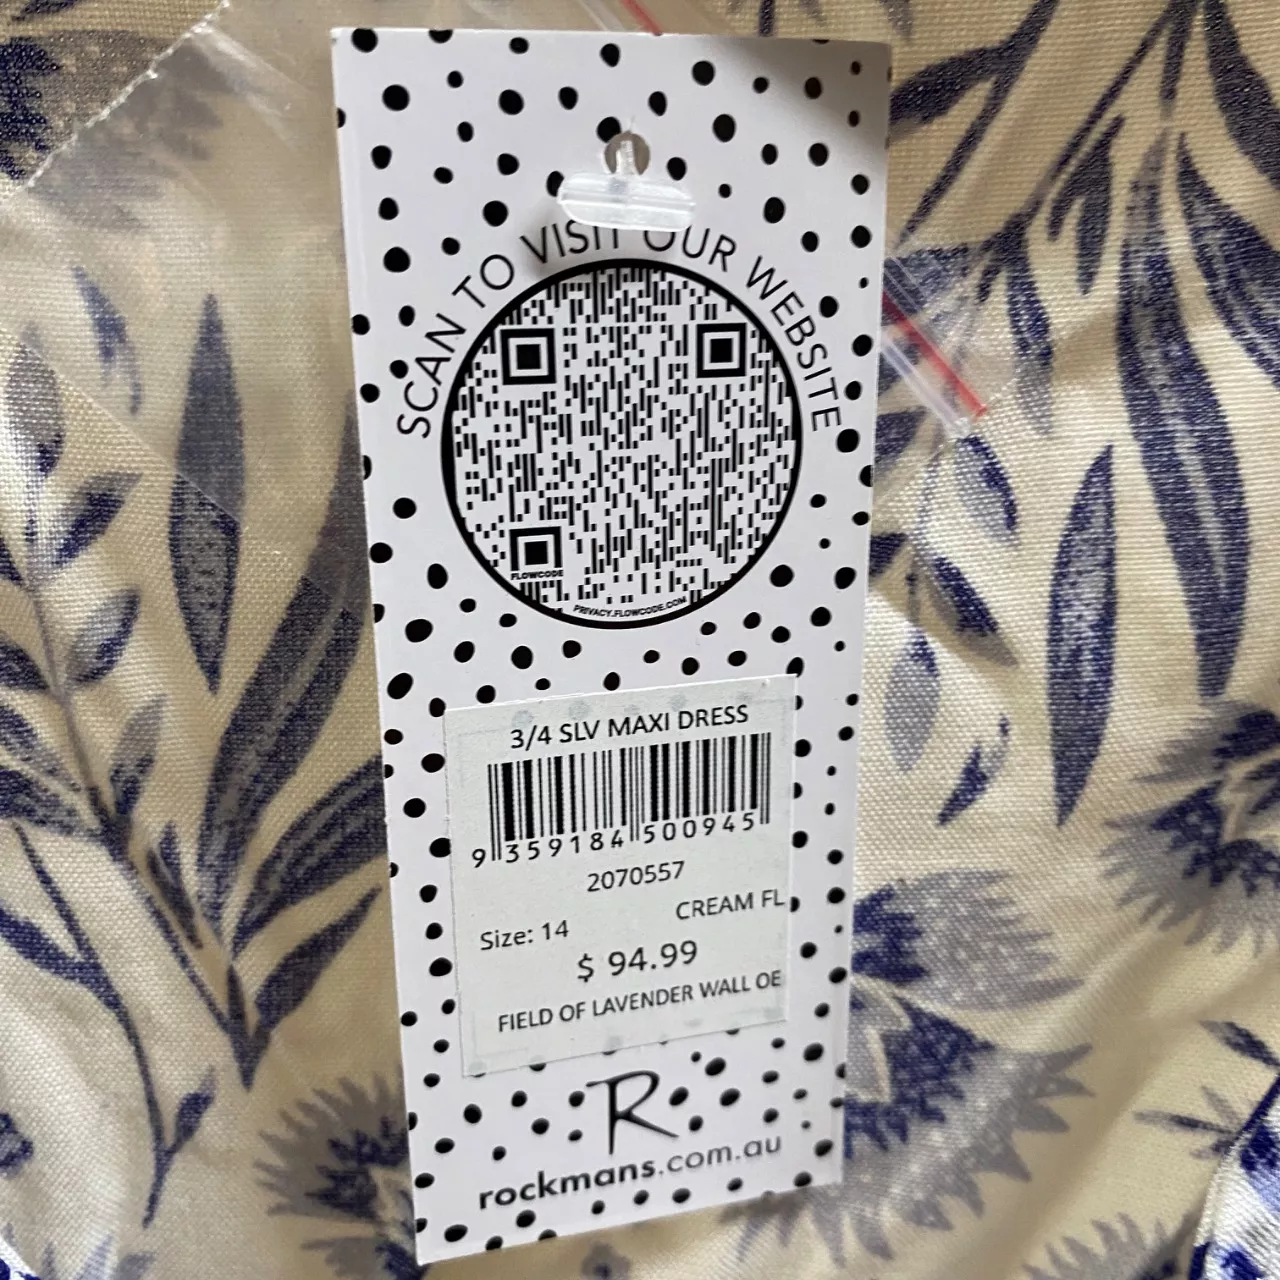 SCAN TO VISIT OUR WEBSITE
FLOWCODE
PRIVACY.FLOWCODE.COM
3/4 SLV MAXI DRESS
9 359184 500945
2070557
CREAM FL
Size: 14
$ 94.99
FIELD OF LAVENDER WALL OE
R
rockmans.com.au